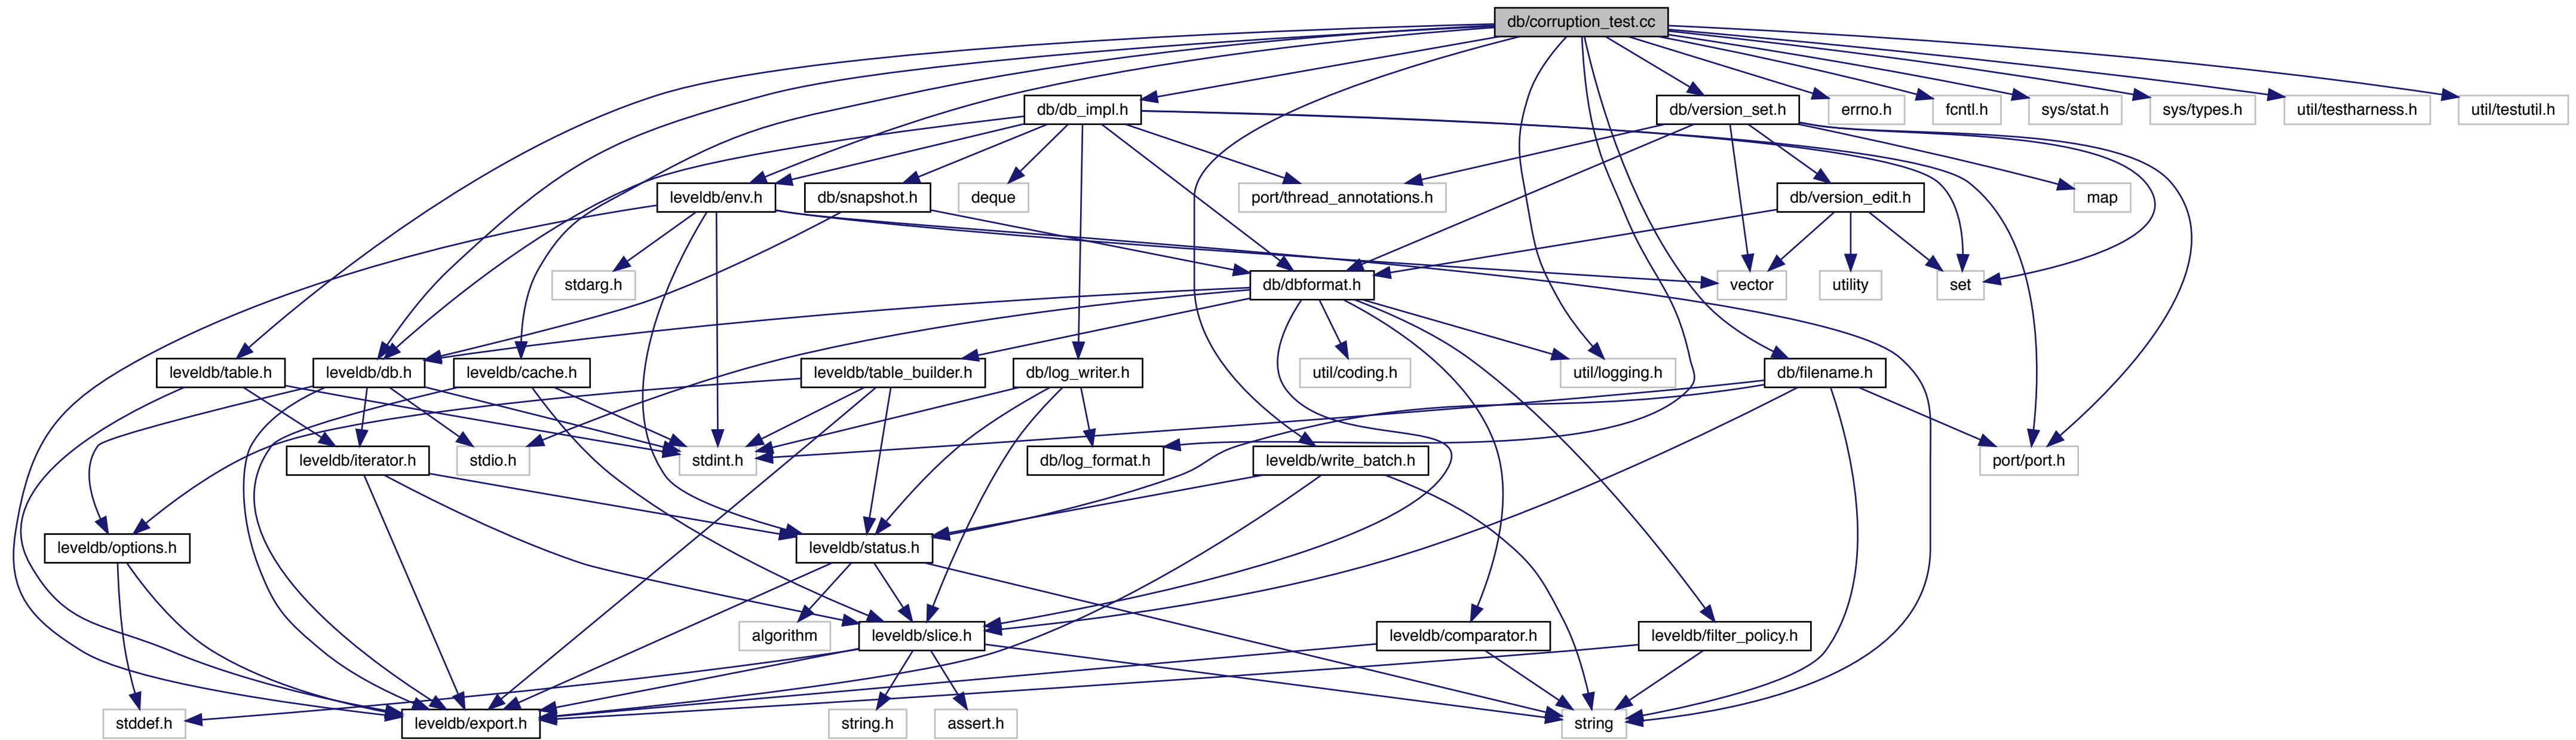 db/corruption_test.cc
db/db_impl.h
db/version_set.h
errno.h
fcntl.h
sys/stat.h
sys/types.h
util/testharness.h
util/testutil.h
leveldb/env.h
db/snapshot.h
deque
port/thread_annotations.h
db/version_edit.h
map
stdarg.h
db/dbformat.h
vector
utility
set
leveldb/table.h
leveldb/db.h
leveldb/cache.h
leveldb/table_builder.h
db/log_writer.h
util/coding.h
util/logging.h
db/filename.h
leveldb/iterator.h
stdio.h
stdint.h
db/log_format.h
leveldb/write_batch.h
port/port.h
leveldb/options.h
leveldb/status.h
algorithm
leveldb/slice.h
leveldb/comparator.h
leveldb/filter_policy.h
stddef.h
leveldb/export.h
string.h
assert.h
string